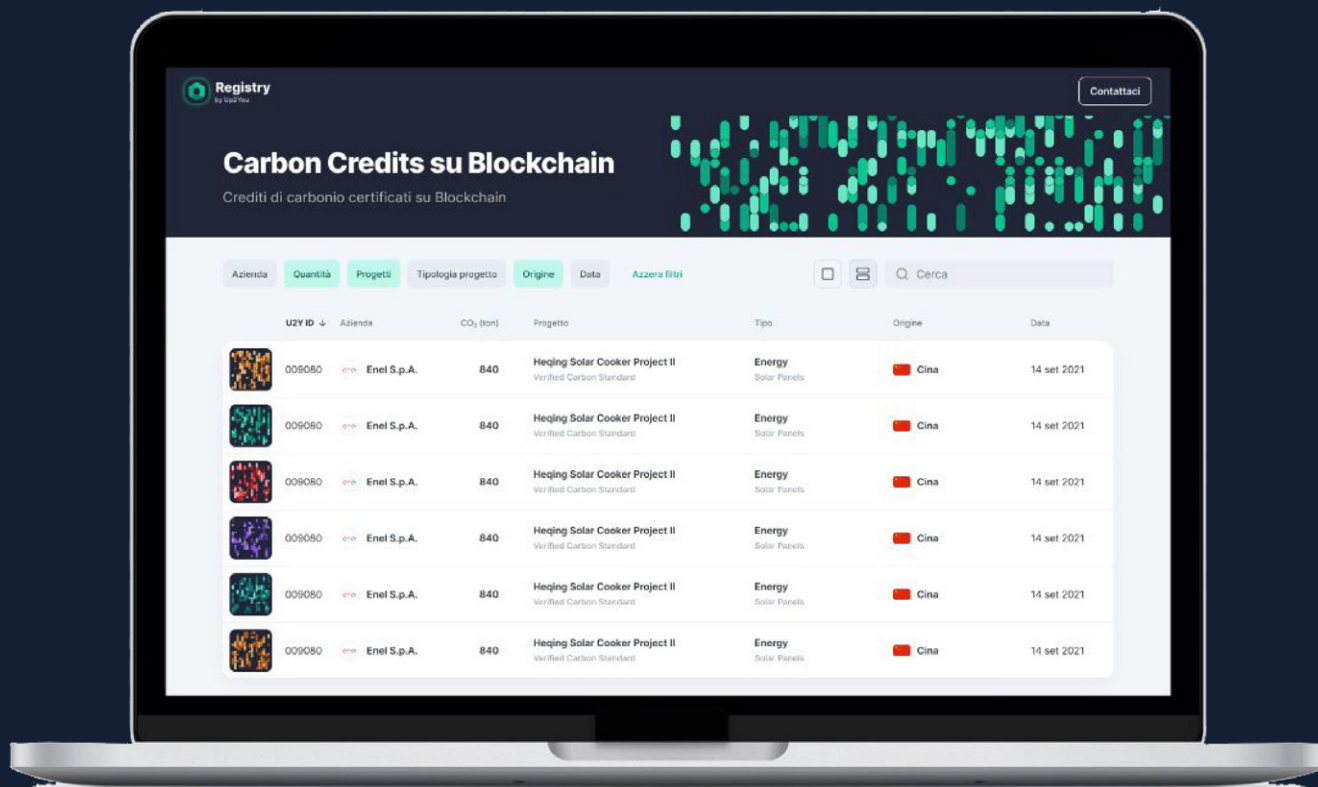 Registry
by Up2You
Contattaci
Carbon Credits su Blockchain
Crediti di carbonio certificati su Blockchain
Azienda Quantità Progetti Tipologia progetto Origine Data Azzera filtri Cerca
U2Y ID ↓ Azienda CO₂ (ton) Progetto Tipo Origine Data
009080 Enel S.p.A. 840 Heqing Solar Cooker Project II Energy Cina 14 set 2021
Verified Carbon Standard Solar Panels
009080 Enel S.p.A. 840 Heqing Solar Cooker Project II Energy Cina 14 set 2021
Verified Carbon Standard Solar Panels
009080 Enel S.p.A. 840 Heqing Solar Cooker Project II Energy Cina 14 set 2021
Verified Carbon Standard Solar Panels
009080 Enel S.p.A. 840 Heqing Solar Cooker Project II Energy Cina 14 set 2021
Verified Carbon Standard Solar Panels
009080 Enel S.p.A. 840 Heqing Solar Cooker Project II Energy Cina 14 set 2021
Verified Carbon Standard Solar Panels
009080 Enel S.p.A. 840 Heqing Solar Cooker Project II Energy Cina 14 set 2021
Verified Carbon Standard Solar Panels